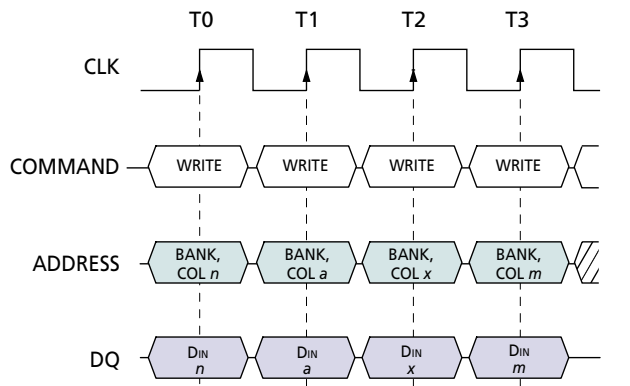 T0 T1 T2 T3
CLK
COMMAND WRITE WRITE WRITE WRITE
ADDRESS
BANK, COL n
BANK, COL a
BANK, COL x
BANK, COL m
DQ
DIN n
DIN a
DIN x
DIN m